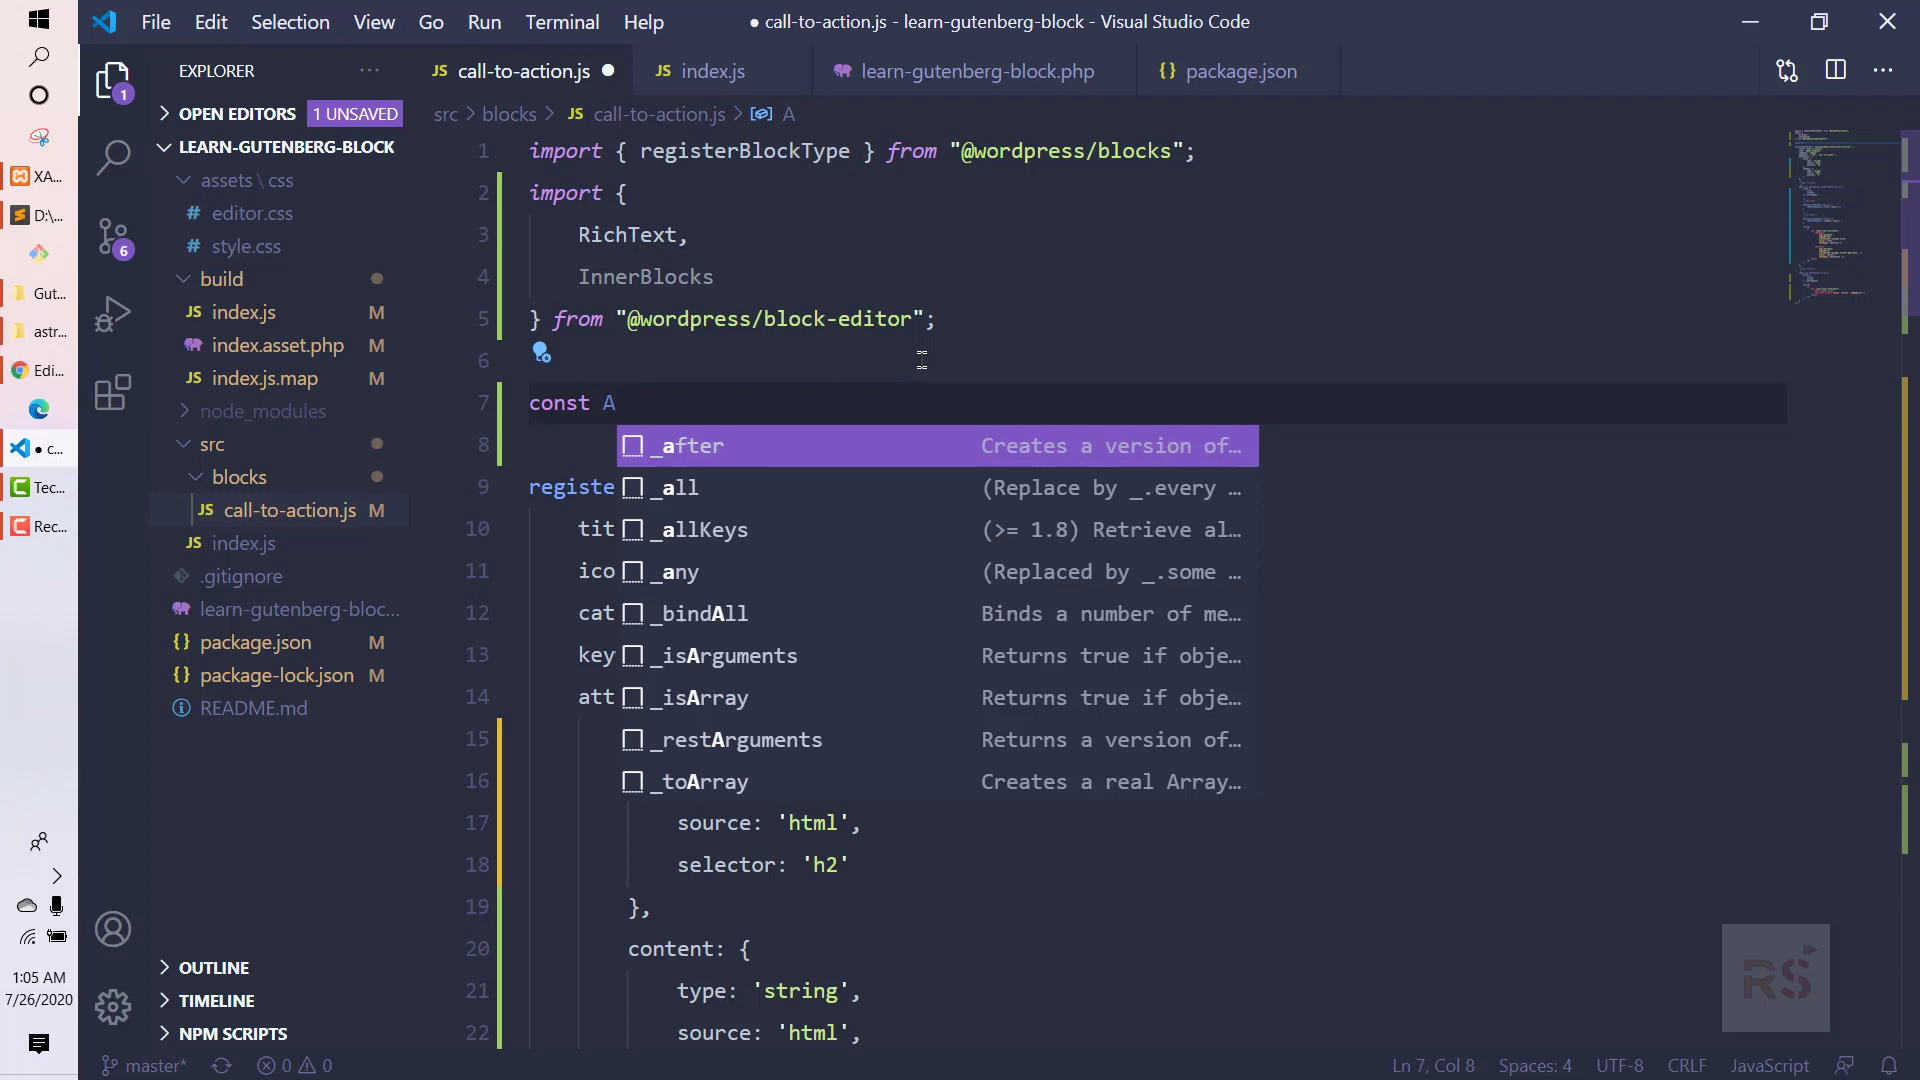 File Edit Selection View Go Run Terminal Help
● call-to-action.js - learn-gutenberg-block - Visual Studio Code
EXPLORER
JS call-to-action.js
JS index.js
learn-gutenberg-block.php
{} package.json
OPEN EDITORS 1 UNSAVED
src > blocks > JS call-to-action.js > A
LEARN-GUTENBERG-BLOCK
assets \ css
# editor.css
# style.css
build
JS index.js M
index.asset.php M
JS index.js.map M
node_modules
src
blocks
JS call-to-action.js M
JS index.js
.gitignore
learn-gutenberg-bloc...
{} package.json M
{} package-lock.json M
README.md
OUTLINE
TIMELINE
NPM SCRIPTS
1
6
XA...
D:\...
Gut...
astr...
Edi...
● c...
Tec...
Rec...
1:05 AM
7/26/2020
1 import { registerBlockType } from "@wordpress/blocks";
2 import {
3 RichText,
4 InnerBlocks
5 } from "@wordpress/block-editor";
6
7 const A
8 _after Creates a version of…
9 registe _all (Replace by _.every …
10 tit _allKeys (>= 1.8) Retrieve al…
11 ico _any (Replaced by _.some …
12 cat _bindAll Binds a number of me…
13 key _isArguments Returns true if obje…
14 att _isArray Returns true if obje…
15 _restArguments Returns a version of…
16 _toArray Creates a real Array…
17 source: 'html',
18 selector: 'h2'
19 },
20 content: {
21 type: 'string',
22 source: 'html',
RS
master* 0 0
Ln 7, Col 8 Spaces: 4 UTF-8 CRLF JavaScript